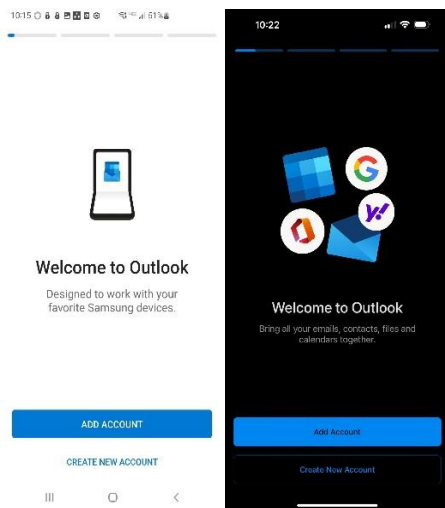 10:15
61%
Welcome to Outlook
Designed to work with your
favorite Samsung devices.
ADD ACCOUNT
CREATE NEW ACCOUNT
10:22
G
y!
Welcome to Outlook
Bring all your emails, contacts, files and
calendars together.
Add Account
Create New Account